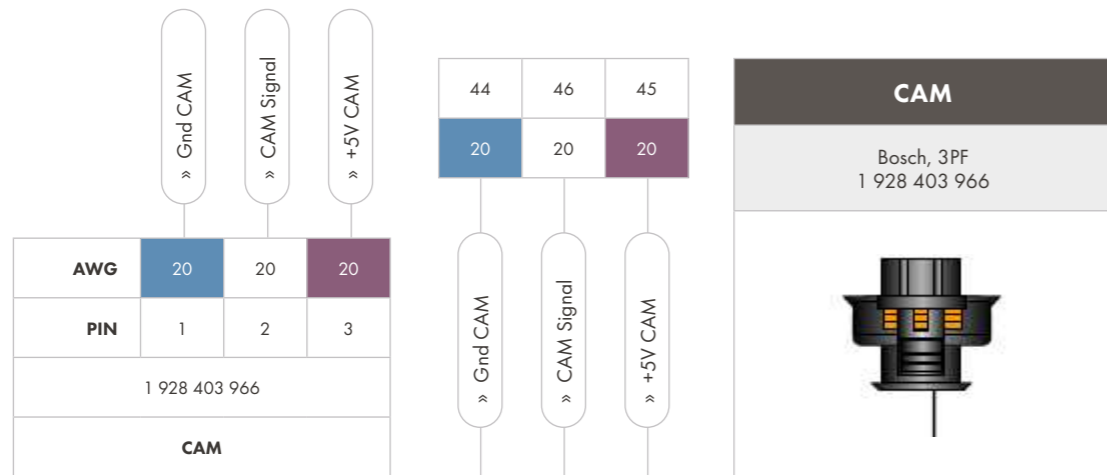 » Gnd CAM
» CAM Signal
» +5V CAM
AWG 20 20 20
PIN 1 2 3
1 928 403 966
CAM
44 46 45
20 20 20
» Gnd CAM
» CAM Signal
» +5V CAM
CAM
Bosch, 3PF
1 928 403 966